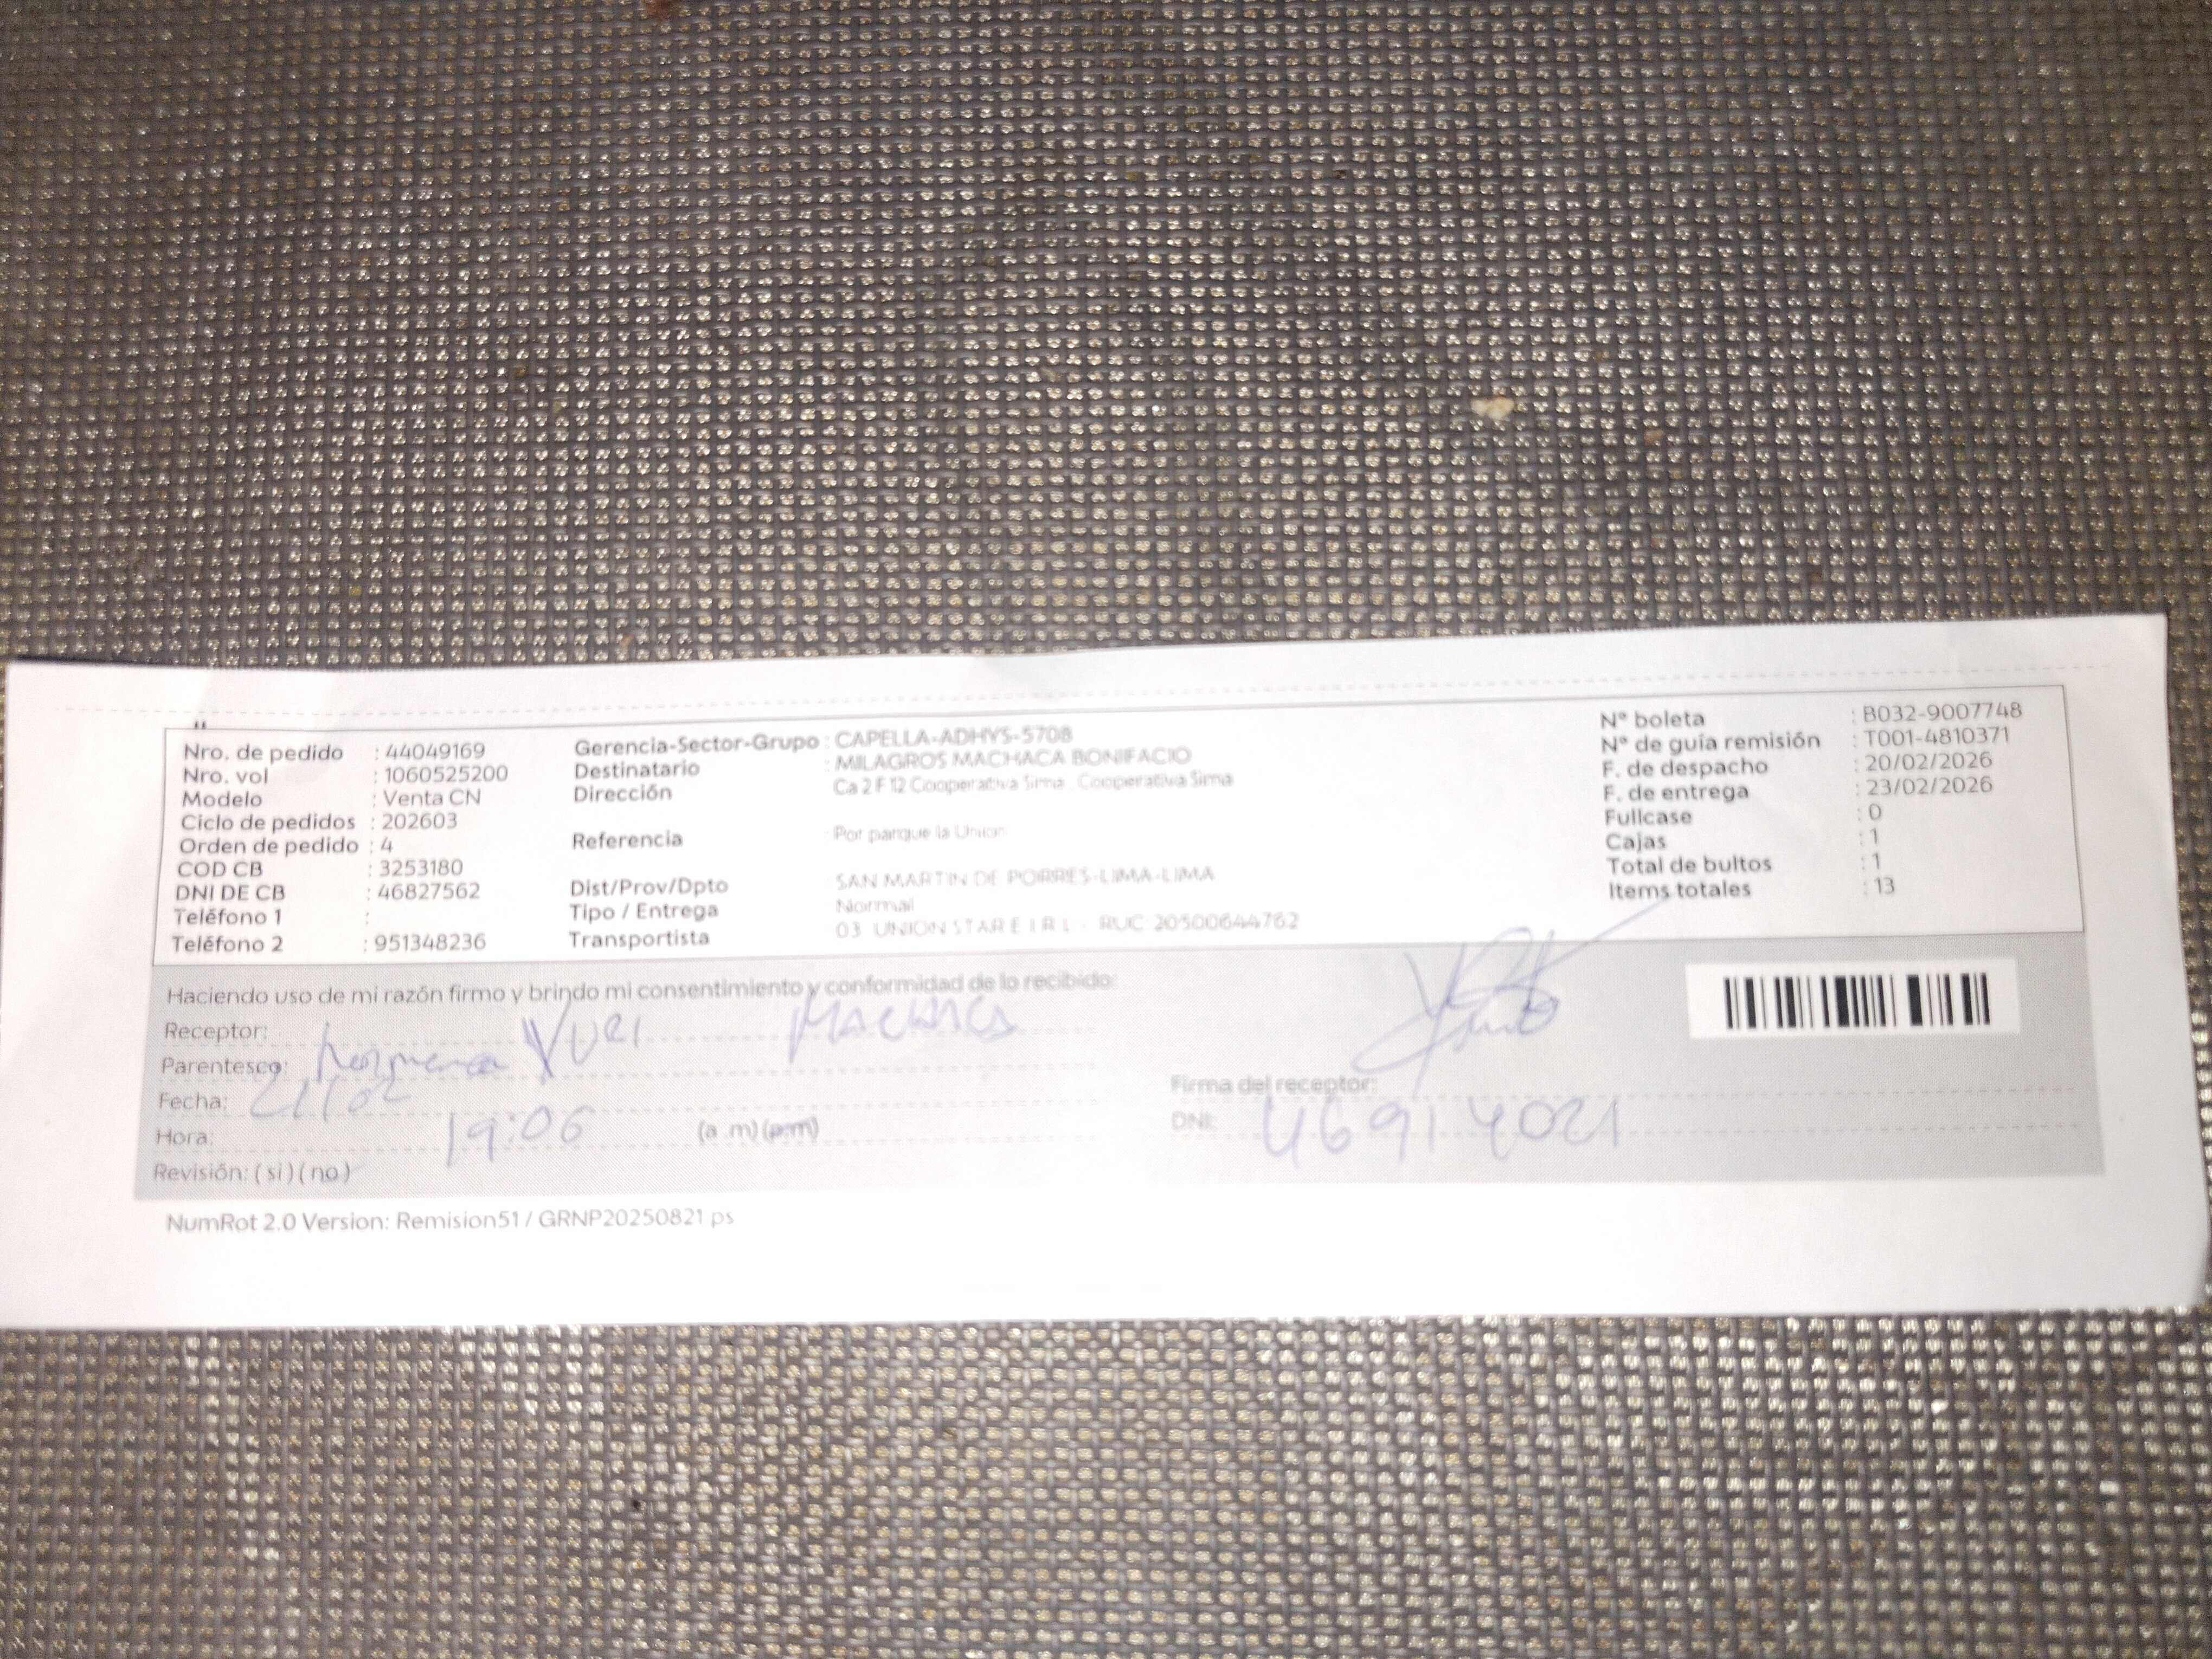 Nro. de pedido : 44049169
Nro. vol : 1060525200
Modelo : Venta CN
Ciclo de pedidos : 202603
Orden de pedido : 4
COD CB : 3253180
DNI DE CB : 46827562
Teléfono 1 :
Teléfono 2 : 951348236
Gerencia-Sector-Grupo : CAPELLA-ADHYS-5708
Destinatario : MILAGROS MACHACA BONIFACIO
Dirección : Ca 2 F 12 Cooperativa Sima Cooperativa Sima
Referencia : Por parque la Union
Dist/Prov/Dpto SAN MARTIN DE PORRES-LIMA-LIMA
Tipo / Entrega Normal
Transportista 03 UNION STAR E I R L - RUC 20500644762
N° boleta : B032-9007748
N° de guía remisión : T001-4810371
F. de despacho : 20/02/2026
F. de entrega : 23/02/2026
Fullcase : 0
Cajas : 1
Total de bultos : 1
Items totales : 13
Haciendo uso de mi razón firmo y brindo mi consentimiento y conformidad de lo recibido:
Receptor: YURI Machaca
Parentesco: hermana
Fecha: 21/02
Hora: 19:06 (a .m) (p.m)
Revisión: ( si ) ( no )
Firma del receptor:
DNI: 46914021
NumRot 2.0 Version: Remision51 / GRNP20250821 ps